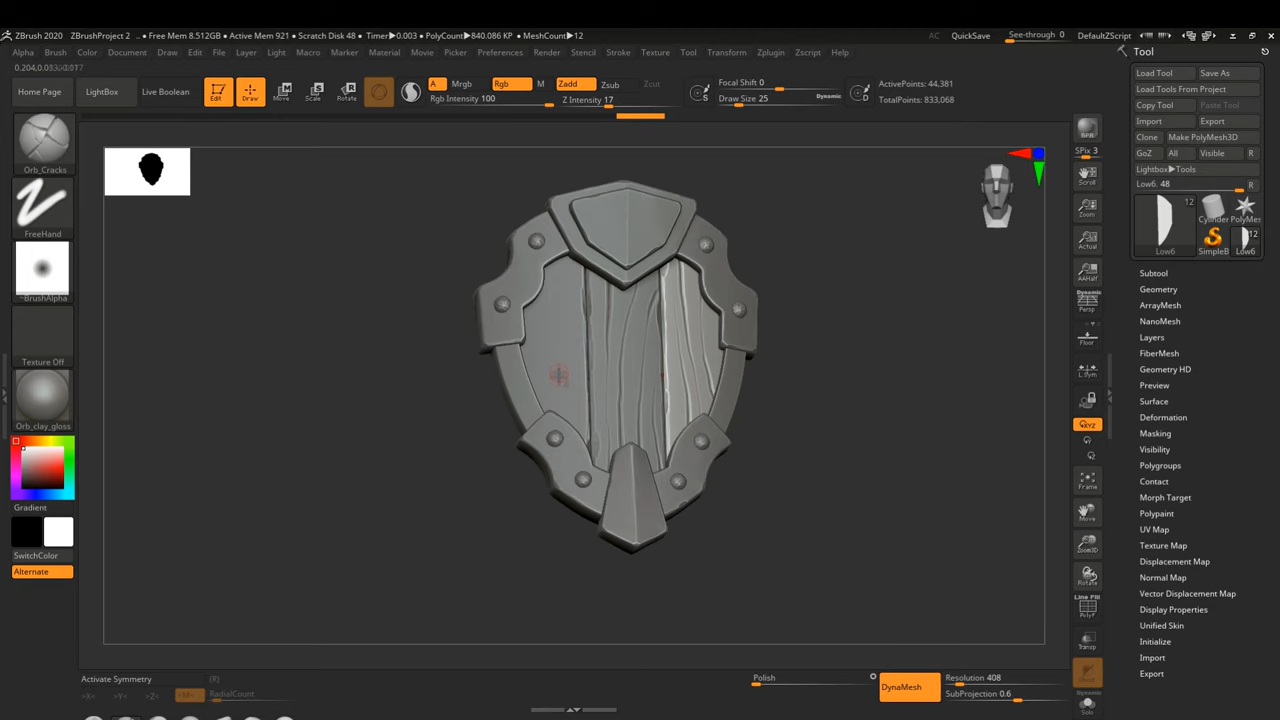 ZBrush 2020 ZBrushProject 2 .. • Free Mem 8.512GB • Active Mem 921 • Scratch Disk 48 • Timer▶0.003 • PolyCount▶840.086 KP • MeshCount▶12 AC QuickSave See-through 0 DefaultZScript
Alpha Brush Color Document Draw Edit File Layer Light Macro Marker Material Movie Picker Preferences Render Stencil Stroke Texture Tool Transform Zplugin Zscript Help
Tool
Home Page LightBox Live Boolean Edit Draw Move Scale Rotate
A Mrgb Rgb M Zadd Zsub Zcut
Rgb Intensity 100 Z Intensity 17
Focal Shift 0
Draw Size 25 Dynamic
S D
ActivePoints: 44,381
TotalPoints: 833,068
Load Tool Save As
Load Tools From Project
Copy Tool Paste Tool
Import Export
Clone Make PolyMesh3D
GoZ All Visible R
Lightbox▶Tools
Low6. 48 R
12
Cylinder PolyMes
12
Low6 SimpleB Low6
Subtool
Geometry
ArrayMesh
NanoMesh
Layers
FiberMesh
Geometry HD
Preview
Surface
Deformation
Masking
Visibility
Polygroups
Contact
Morph Target
Polypaint
UV Map
Texture Map
Displacement Map
Normal Map
Vector Displacement Map
Display Properties
Unified Skin
Initialize
Import
Export
Orb_Cracks
FreeHand
~BrushAlpha
Texture Off
Orb_clay_gloss
Gradient
SwitchColor
Alternate
BPR
SPix 3
Scroll
Zoom
Actual
AAHalf
Dynamic
Persp
Floor
L.Sym
XYZ
Frame
Move
Zoom3D
Rotate
Line Fill
PolyF
Transp
Dynamic
Solo
Activate Symmetry (R)
>X< >Y< >Z< >M< RadialCount
Polish
DynaMesh
Resolution 408
SubProjection 0.6